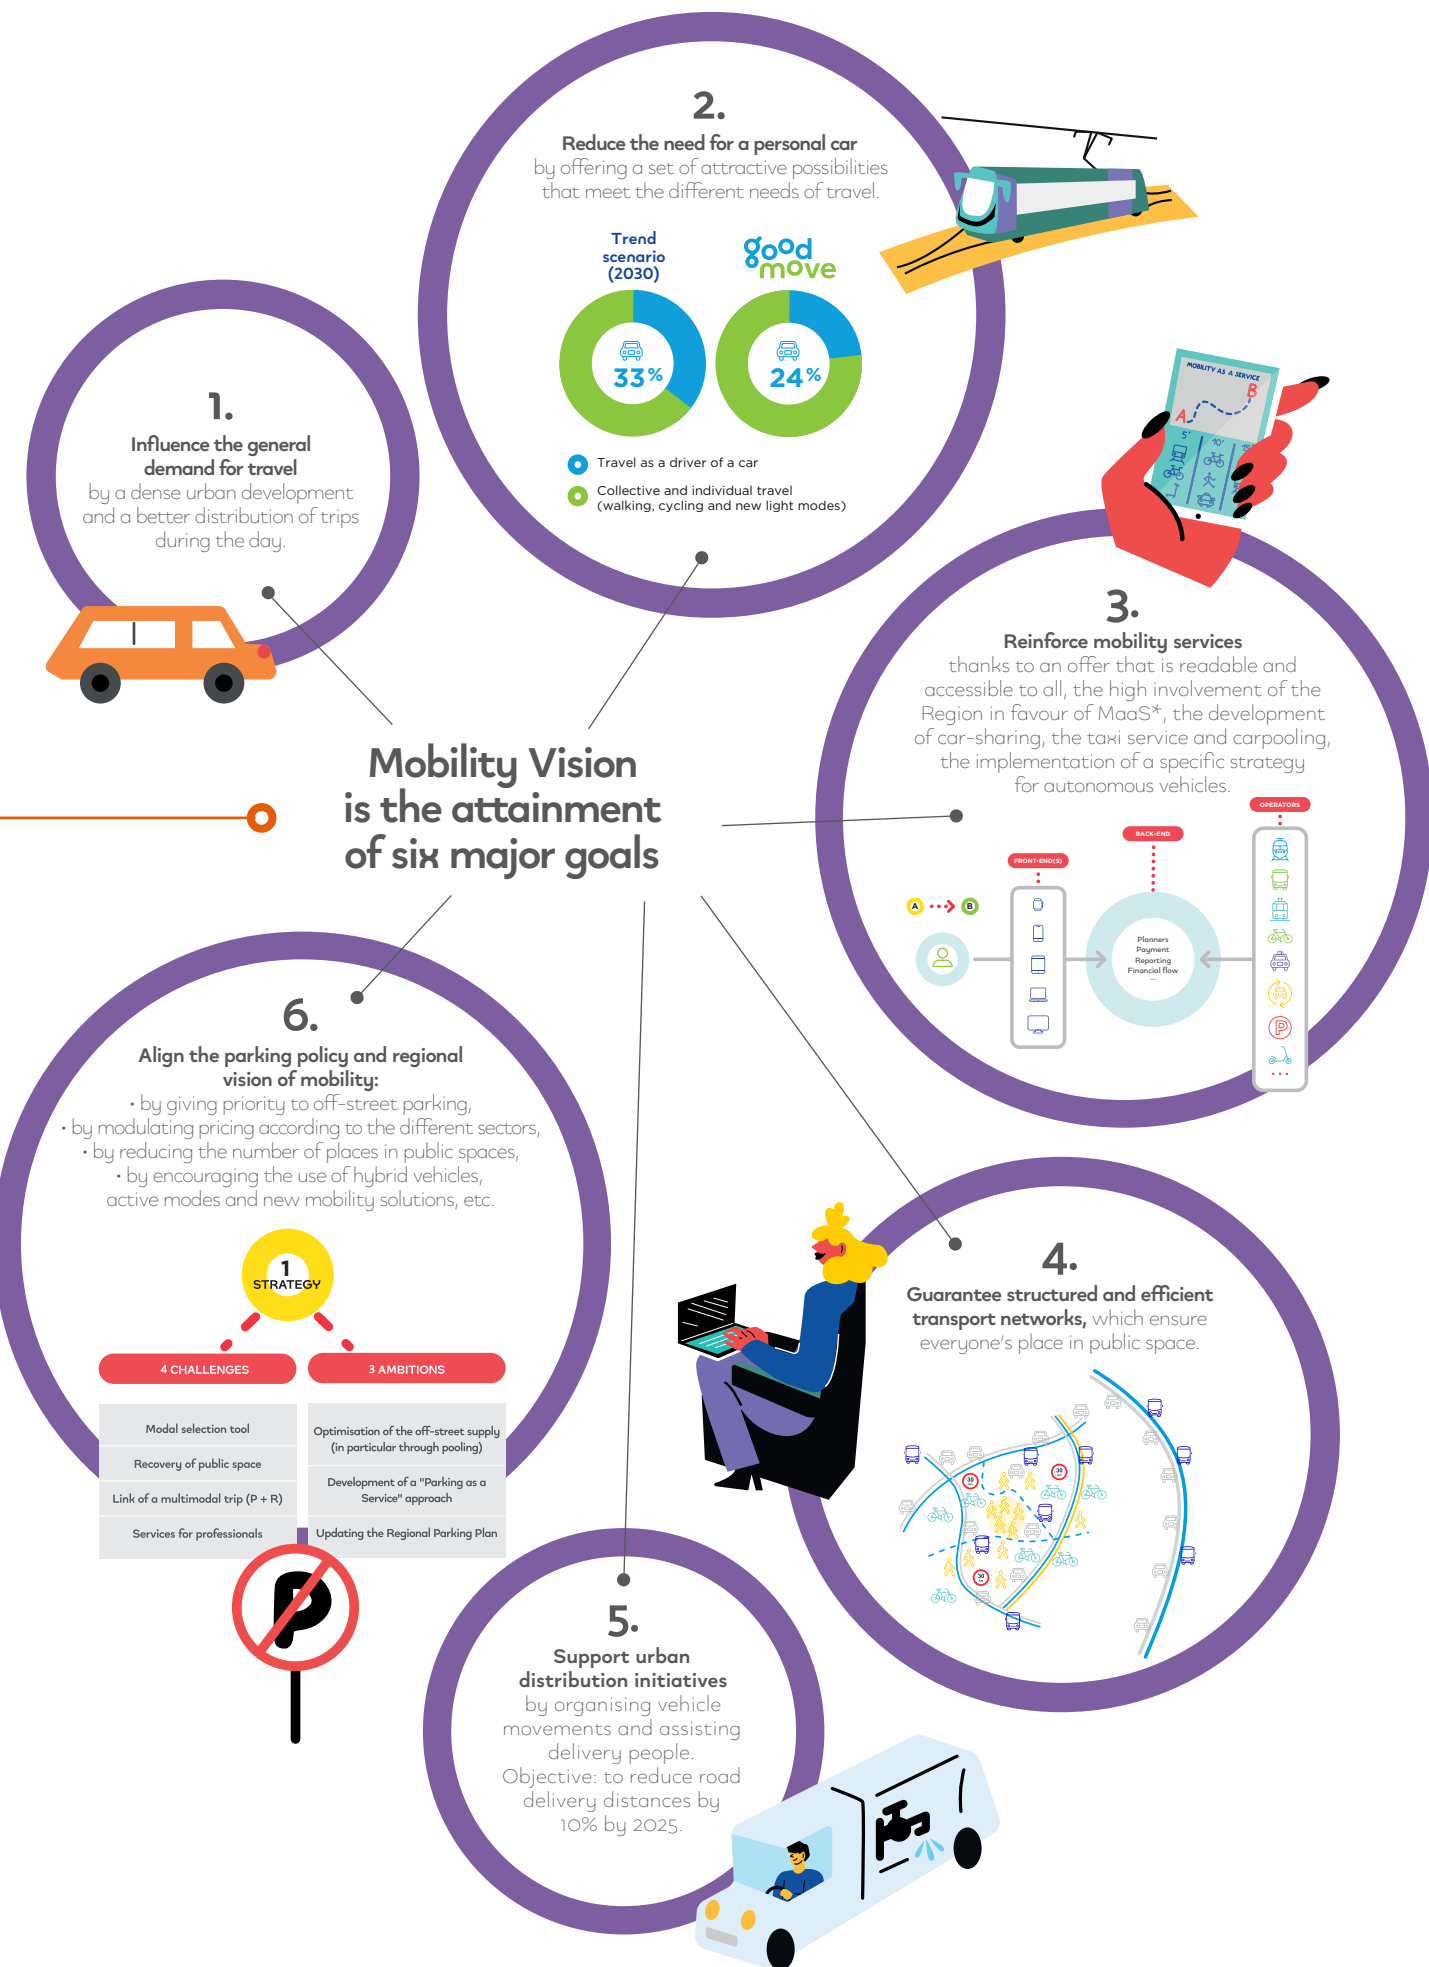 1.
Influence the general
demand for travel
by a dense urban development
and a better distribution of trips
during the day.
2.
Reduce the need for a personal car
by offering a set of attractive possibilities
that meet the different needs of travel.
Trend
scenario
(2030)
good
move
33%
24%
Travel as a driver of a car
Collective and individual travel
(walking, cycling and new light modes)
MOBILITY AS A SERVICE
A
B
5'
10'
Mobility Vision
is the attainment
of six major goals
3.
Reinforce mobility services
thanks to an offer that is readable and
accessible to all, the high involvement of the
Region in favour of MaaS*, the development
of car-sharing, the taxi service and carpooling,
the implementation of a specific strategy
for autonomous vehicles.
OPERATORS
BACK-END
FRONT-END(S)
A
B
Planners
Payment
Reporting
Financial flow
—
P
...
4.
Guarantee structured and efficient
transport networks, which ensure
everyone's place in public space.
30
30
30
5.
Support urban
distribution initiatives
by organising vehicle
movements and assisting
delivery people.
Objective: to reduce road
delivery distances by
10% by 2025.
6.
Align the parking policy and regional
vision of mobility:
• by giving priority to off-street parking,
• by modulating pricing according to the different sectors,
• by reducing the number of places in public spaces,
• by encouraging the use of hybrid vehicles,
active modes and new mobility solutions, etc.
1
STRATEGY
4 CHALLENGES
Modal selection tool
Recovery of public space
Link of a multimodal trip (P + R)
Services for professionals
3 AMBITIONS
Optimisation of the off-street supply
(in particular through pooling)
Development of a "Parking as a
Service" approach
Updating the Regional Parking Plan
P